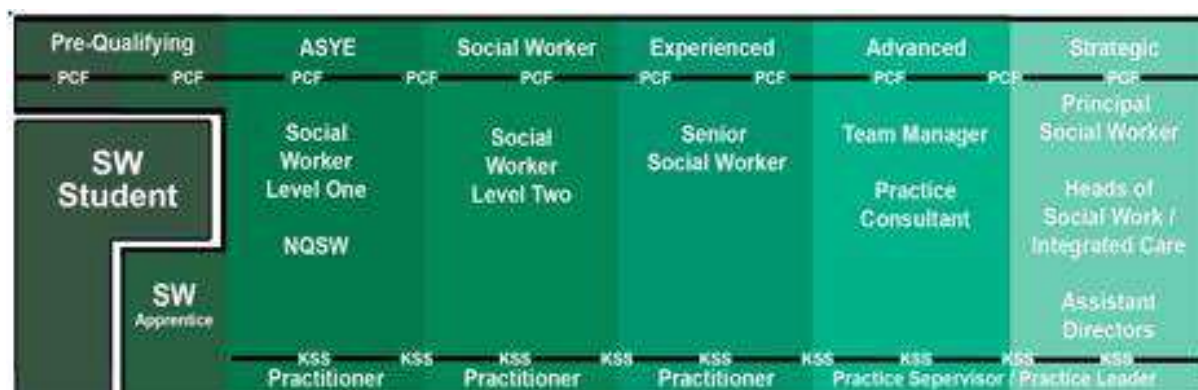 Pre-Qualifying ASYE Social Worker Experienced Advanced Strategic
PCF PCF PCF PCF PCF PCF PCF PCF PCF PCF
SW
Student
SW
Apprentice
Social
Worker
Level One
NQSW
Social
Worker
Level Two
Senior
Social Worker
Team Manager
Practice
Consultant
Principal
Social Worker
Heads of
Social Work /
Integrated Care
Assistant
Directors
KSS KSS KSS KSS KSS KSS KSS KSS KSS
Practitioner Practitioner Practitioner Practice Sepervisor / Practice Leader